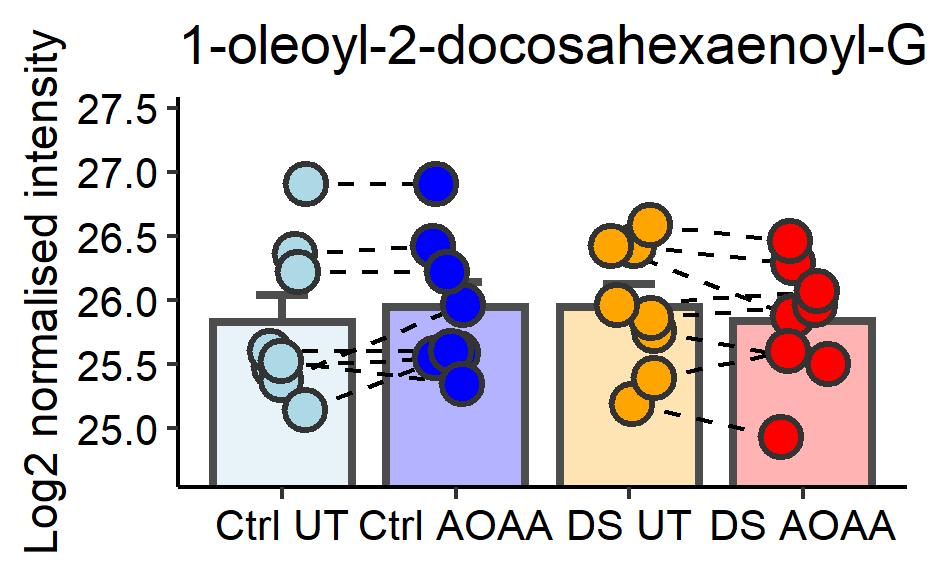 1-oleoyl-2-docosahexaenoyl-G
Log2 normalised intensity
27.5
27.0
26.5
26.0
25.5
25.0
Ctrl UT Ctrl AOAA DS UT DS AOAA